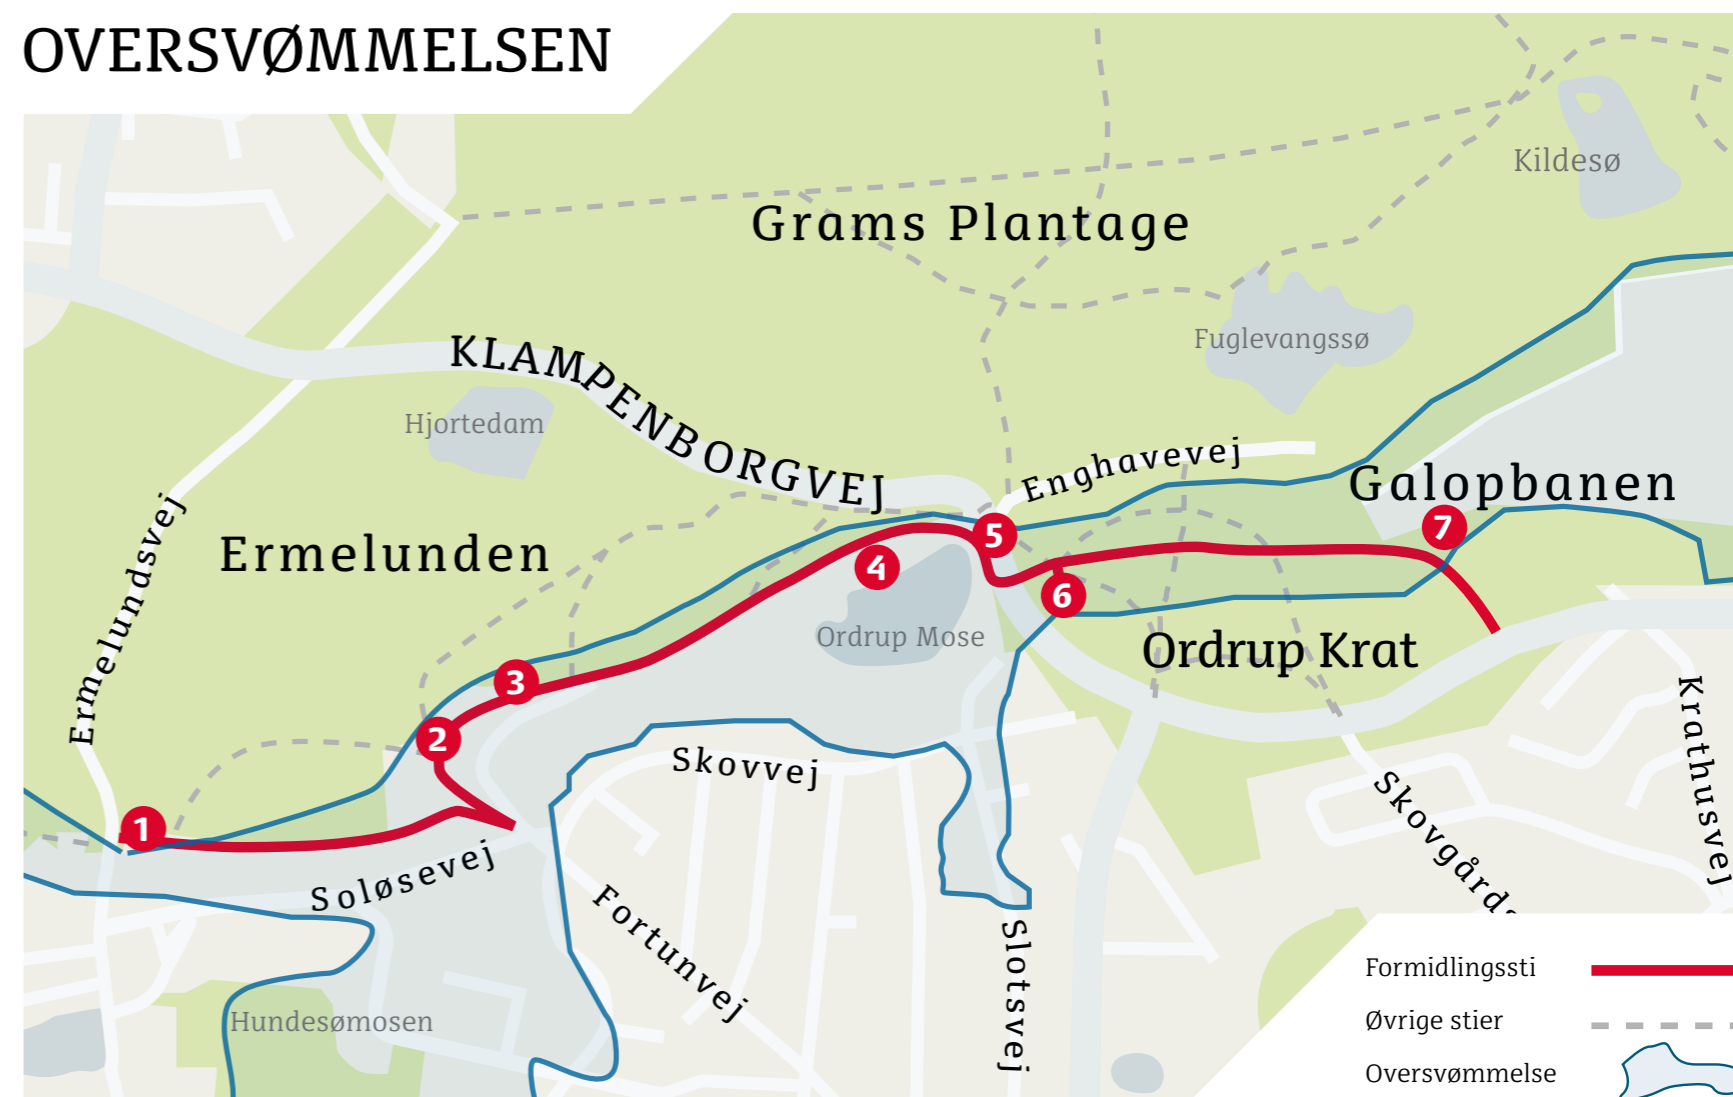 OVERSVØMMELSEN
Kildesø
Grams Plantage
Fuglevangssø
KLAMPENBORGVEJ
Hjortedam
Enghavevej
Galopbanen
Ermelundsvej
Ermelunden
7
5
4
6
Ordrup Mose
Ordrup Krat
3
2
Krathusvej
Skovvej
1
Soløsevej
Skovgårds
Fortunvej
Slotsvej
Hundesømosen
Formidlingssti
Øvrige stier
Oversvømmelse